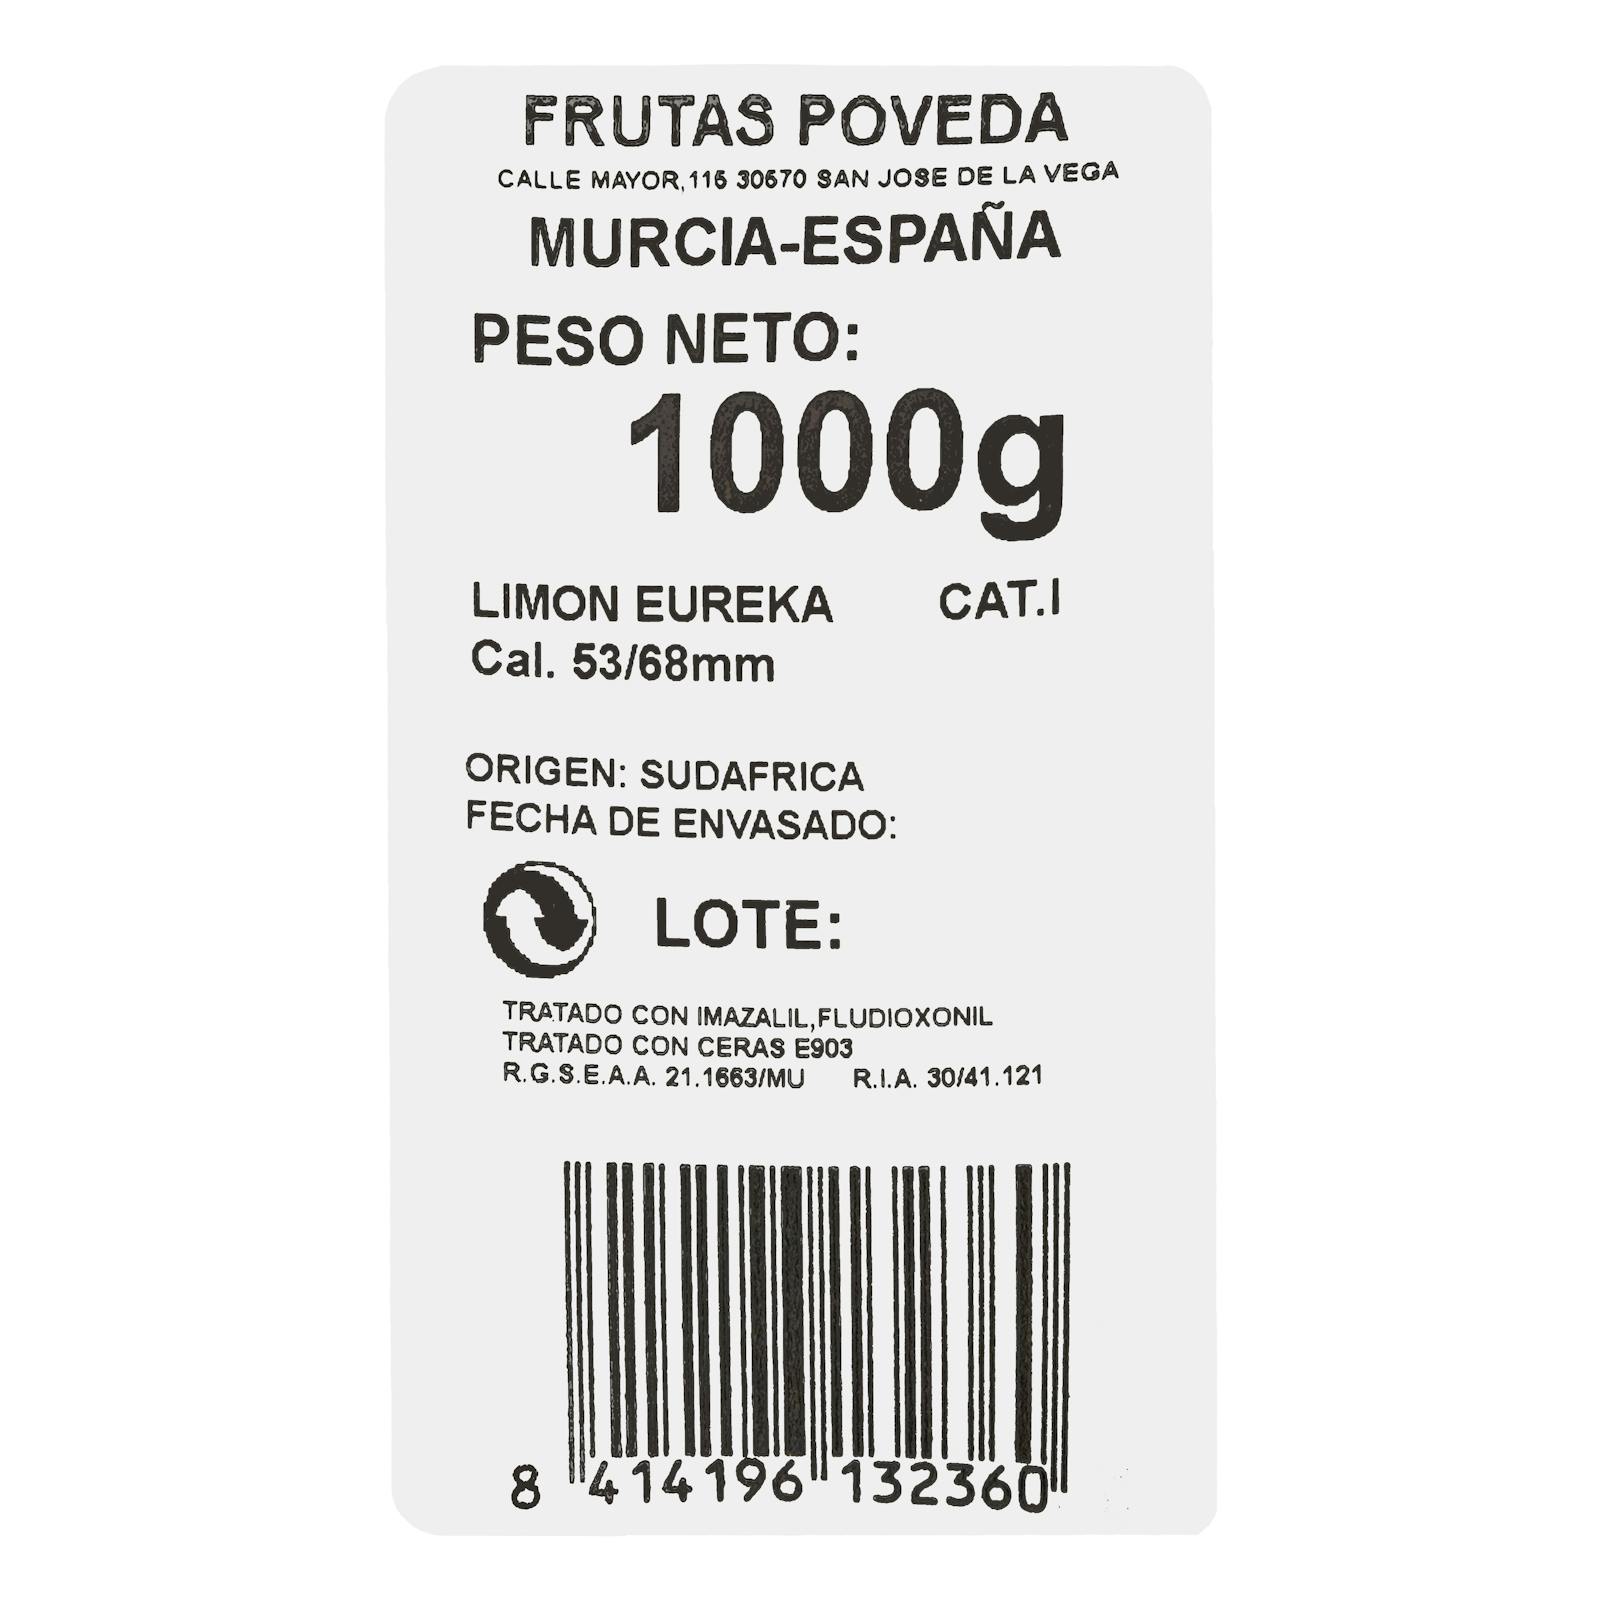 FRUTAS POVEDA
CALLE MAYOR,116 30570 SAN JOSE DE LA VEGA
MURCIA-ESPAÑA
PESO NETO:
1000g
LIMON EUREKA CAT.I
Cal. 53/68mm
ORIGEN: SUDAFRICA
FECHA DE ENVASADO:
LOTE:
TRATADO CON IMAZALIL,FLUDIOXONIL
TRATADO CON CERAS E903
R.G.S.E.A.A. 21.1663/MU R.I.A. 30/41.121
8 414196 132360